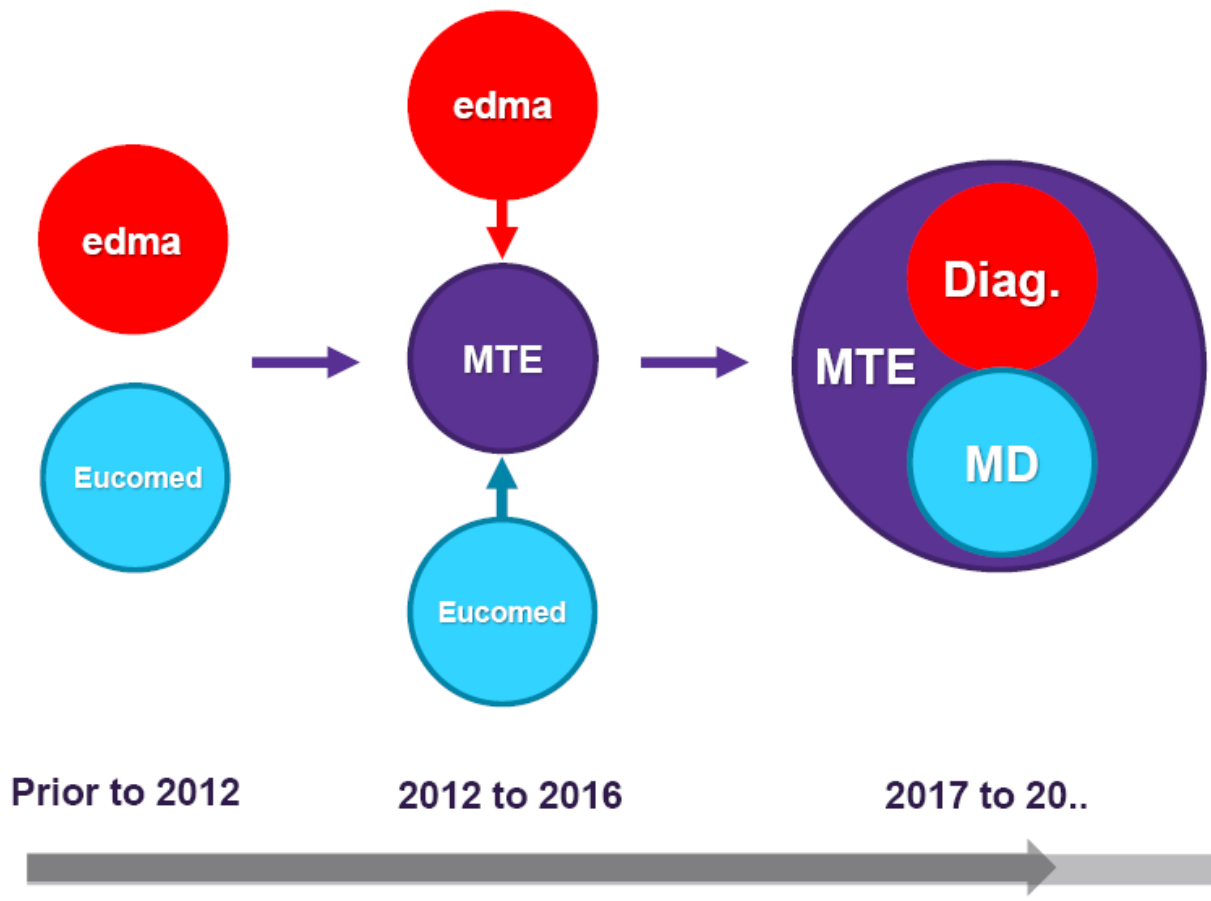 edma
Eucomed
edma
MTE
Eucomed
MTE
Diag.
MD
Prior to 2012
2012 to 2016
2017 to 20..